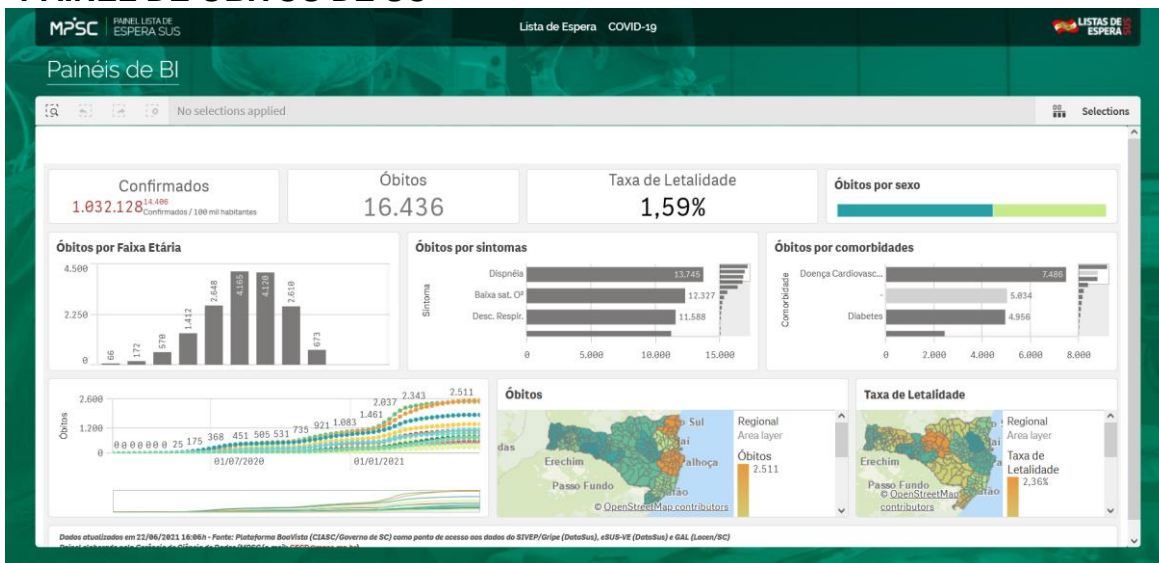 MPSC PAINEL LISTA DE ESPERA SUS
Lista de Espera COVID-19
LISTAS DE ESPERA SUS
Painéis de BI
No selections applied
Selections
Confirmados
1.032.128 14.406 Confirmados / 100 mil habitantes
Óbitos
16.436
Taxa de Letalidade
1,59%
Óbitos por sexo
Óbitos por Faixa Etária
4.500
2.250
0
66
172
570
1.412
2.648
4.165
4.120
2.610
673
Óbitos por sintomas
Sintoma
Dispnéia
13.745
Baixa sat. O²
12.327
Desc. Respir.
11.588
0 5.000 10.000 15.000
Óbitos por comorbidades
Comorbidade
Doença Cardiovasc...
7.486
-
5.034
Diabetes
4.956
0 2.000 4.000 6.000 8.000
Óbitos
2.600
1.200
0
0 0 0 0 0 0 0 25 175 368 451 505 531 735 921 1.083 1.461 2.037 2.343 2.511
01/07/2020
01/01/2021
Óbitos
Sul
Erechim
alhoça
Passo Fundo
© OpenStreetMap contributors
Regional
Area layer
Óbitos
2.511
Taxa de Letalidade
Erechim
Passo Fundo
© OpenStreetMap
contributors
Regional
Area layer
Taxa de
Letalidade
2,36%
Dados atualizados em 22/06/2021 16:06h - Fonte: Plataforma BoaVista (CIASC/Governo de SC) como ponto de acesso aos dados do SIVEP/Gripe (DataSus), eSUS-VE (DataSus) e GAL (Lacen/SC)